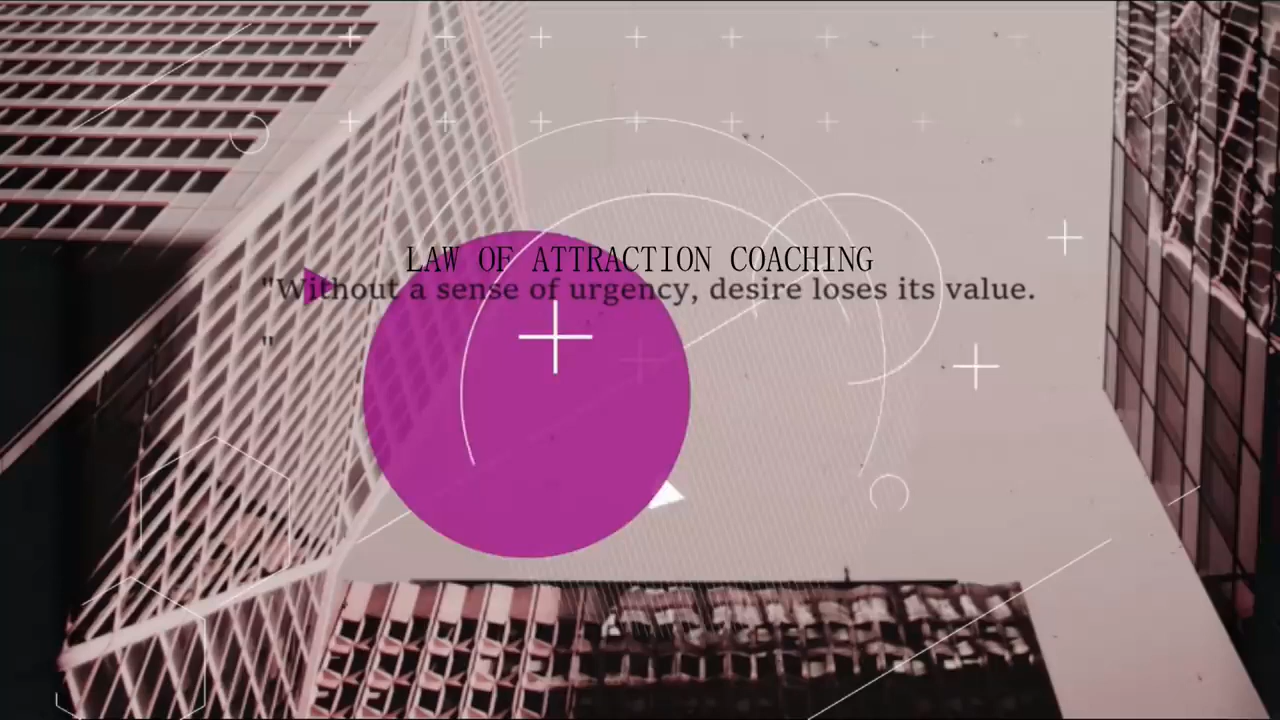 LAW OF ATTRACTION COACHING
"Without a sense of urgency, desire loses its value.
"